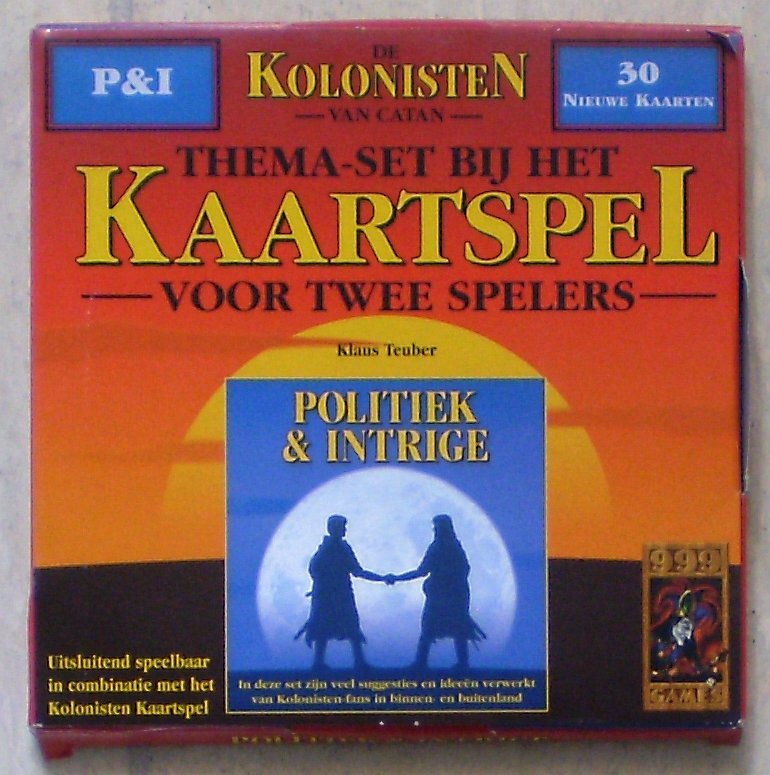 P&I
DE
KOLONISTEN
VAN CATAN
30
NIEUWE KAARTEN
THEMA-SET BIJ HET
KAARTSPEL
VOOR TWEE SPELERS
Klaus Teuber
POLITIEK
& INTRIGE
In deze set zijn veel suggesties en ideeën verwerkt
van Kolonisten-fans in binnen- en buitenland
Uitsluitend speelbaar
in combinatie met het
Kolonisten Kaartspel
999
GAMES